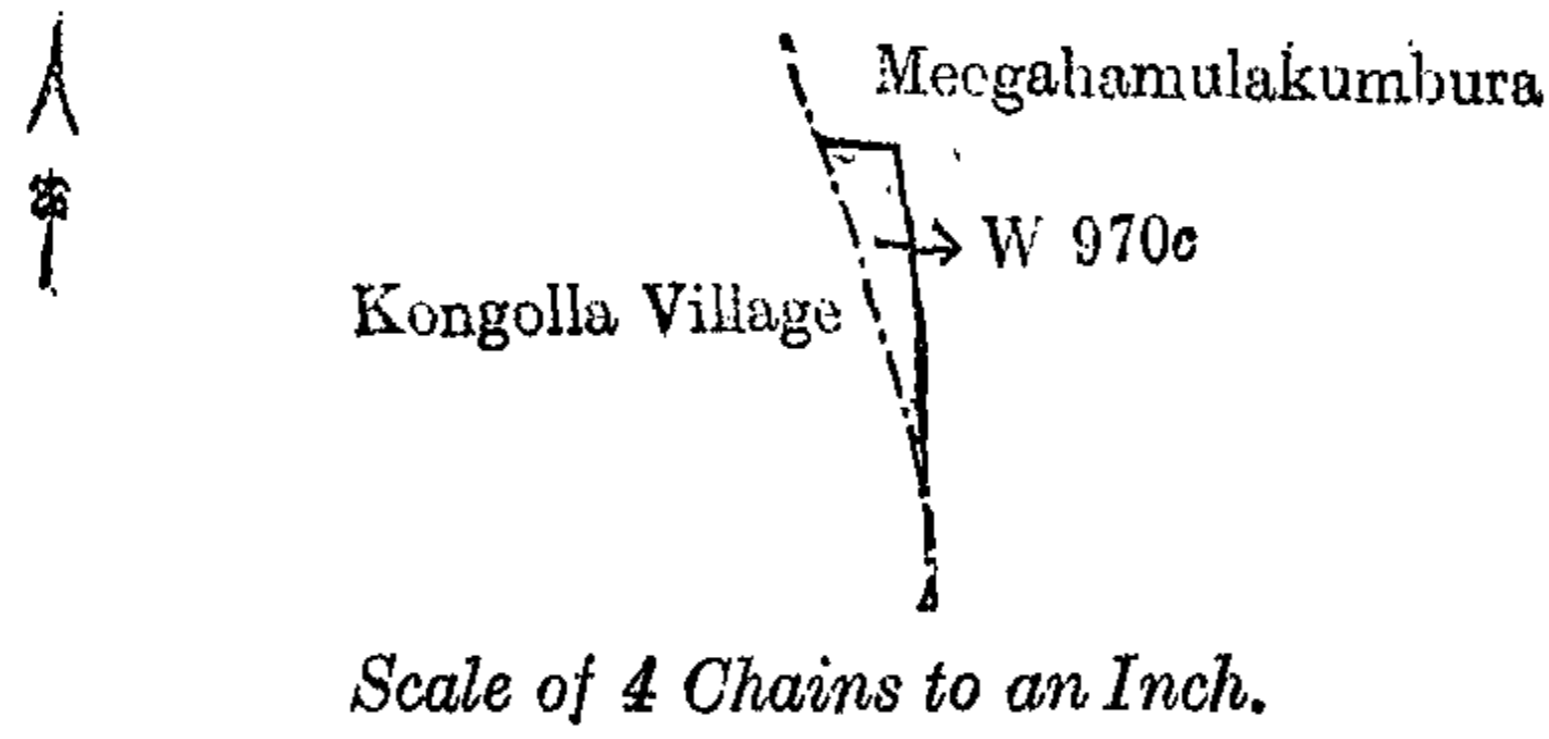 Meegahamulakumbura
W 970c
Kongolla Village
Scale of 4 Chains to an Inch.